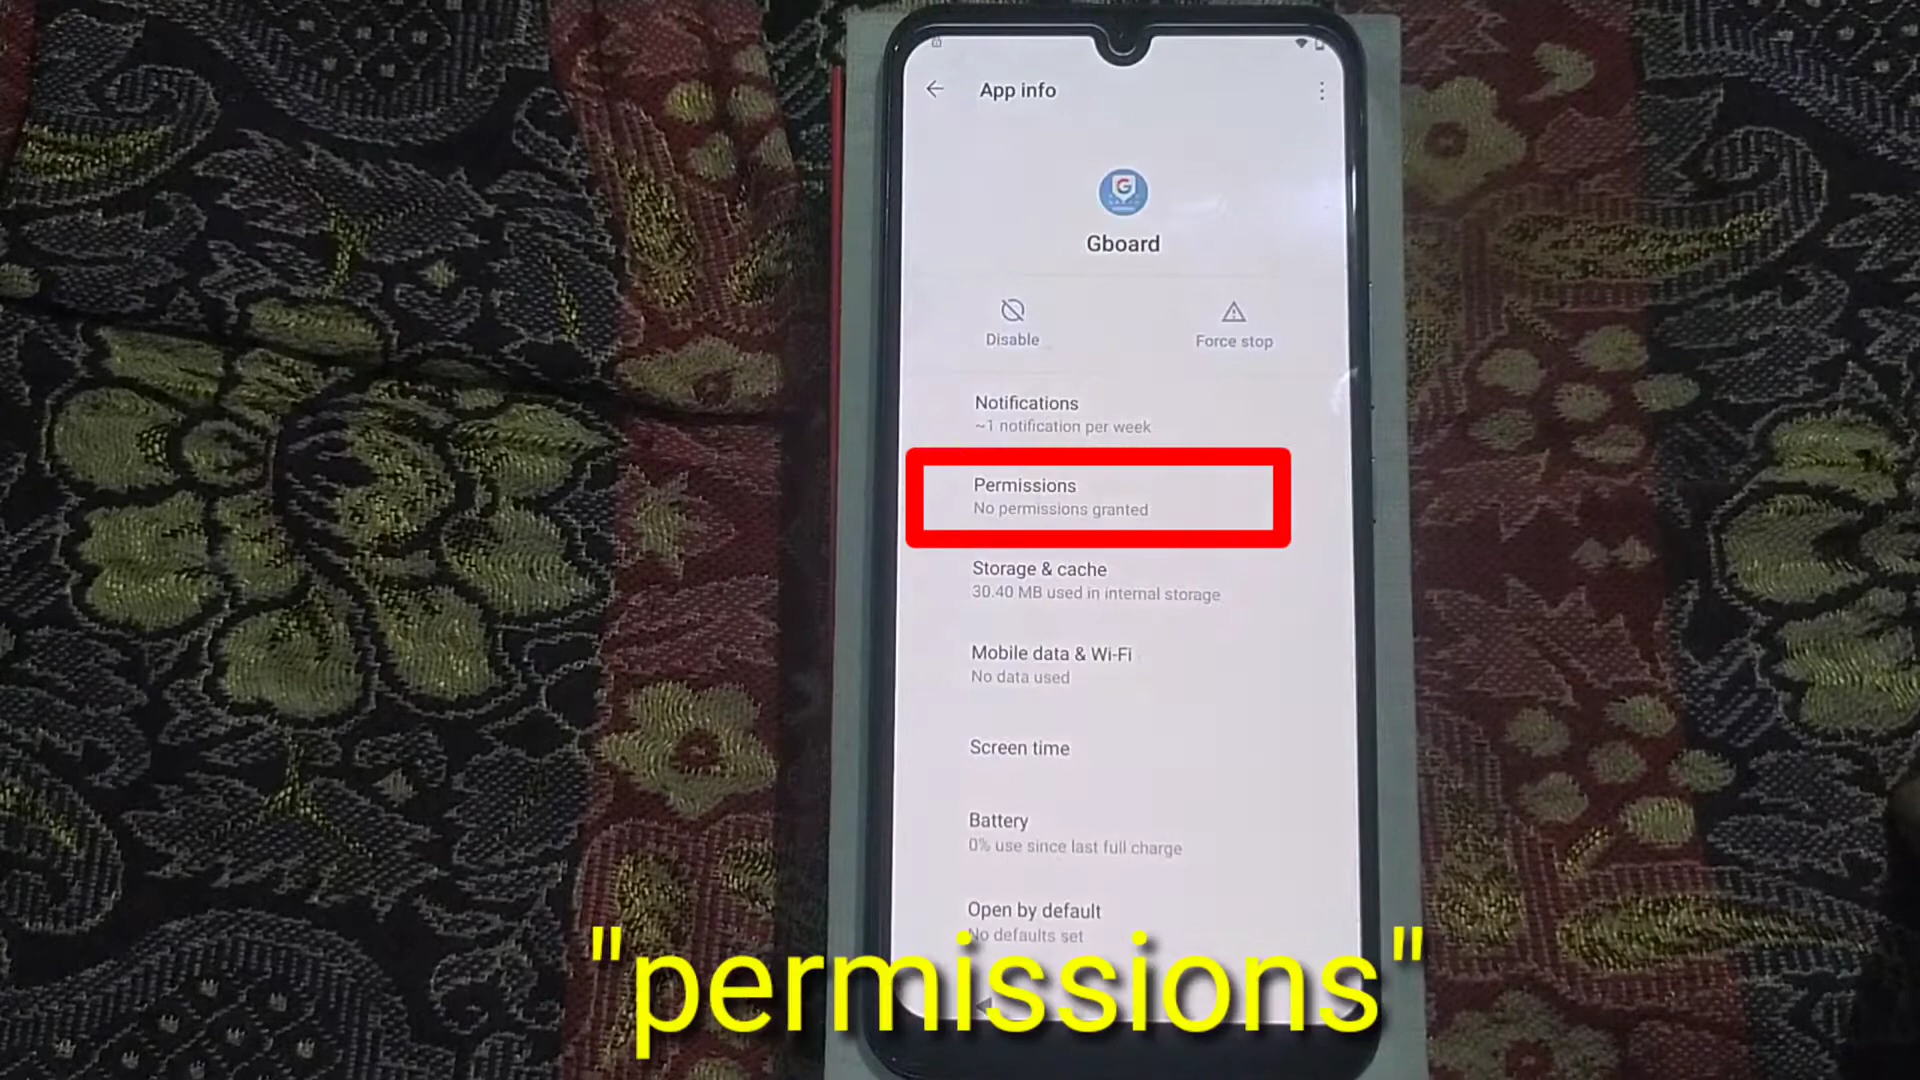 App info
G
Gboard
Disable
Force stop
Notifications
~1 notification per week
Permissions
No permissions granted
Storage & cache
30.40 MB used in internal storage
Mobile data & Wi-Fi
No data used
Screen time
Battery
0% use since last full charge
Open by default
No defaults set
"permissions"